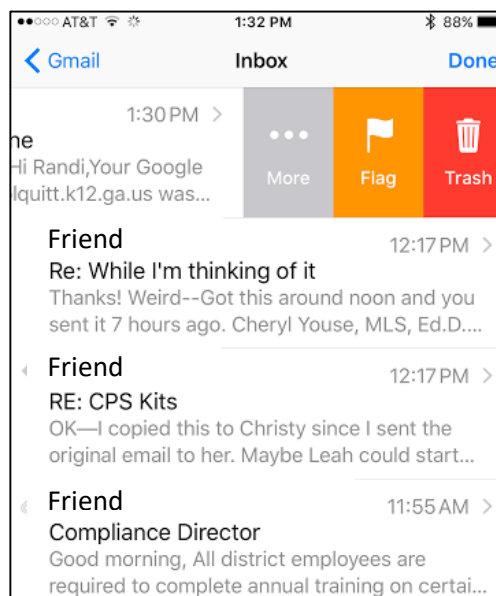 AT&T 1:32 PM 88%
Gmail Inbox Done
1:30 PM
ne
Hi Randi,Your Google
lquitt.k12.ga.us was...
More Flag Trash
Friend 12:17 PM
Re: While I'm thinking of it
Thanks! Weird--Got this around noon and you
sent it 7 hours ago. Cheryl Youse, MLS, Ed.D....
Friend 12:17 PM
RE: CPS Kits
OK—I copied this to Christy since I sent the
original email to her. Maybe Leah could start...
Friend 11:55 AM
Compliance Director
Good morning, All district employees are
required to complete annual training on certai...